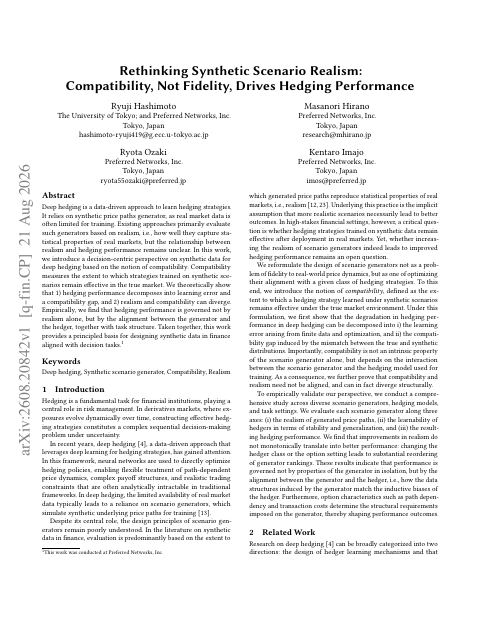 Rethinking Synthetic Scenario Realism:
Compatibility, Not Fidelity, Drives Hedging Performance
Ryuji Hashimoto
The University of Tokyo; and Preferred Networks, Inc.
Tokyo, Japan
hashimoto-ryuji419@g.ecc.u-tokyo.ac.jp
Masanori Hirano
Preferred Networks, Inc.
Tokyo, Japan
research@mhirano.jp
Ryota Ozaki
Preferred Networks, Inc.
Tokyo, Japan
ryota55ozaki@preferred.jp
Kentaro Imajo
Preferred Networks, Inc.
Tokyo, Japan
imos@preferred.jp
arXiv:2608.20842v1 [q-fin.CP] 21 Aug 2026
Abstract
Deep hedging is a data-driven approach to learn hedging strategies.
It relies on synthetic price paths generators, as real market data is
often limited for training. Existing approaches primarily evaluate
such generators based on realism, i.e., how well they capture sta-
tistical properties of real markets, but the relationship between
realism and hedging performance remains unclear. In this work,
we introduce a decision-centric perspective on synthetic data for
deep hedging based on the notion of compatibility. Compatibility
measures the extent to which strategies trained on synthetic sce-
narios remain effective in the true market. We theoretically show
that 1) hedging performance decomposes into learning error and
a compatibility gap, and 2) realism and compatibility can diverge.
Empirically, we find that hedging performance is governed not by
realism alone, but by the alignment between the generator and
the hedger, together with task structure. Taken together, this work
provides a principled basis for designing synthetic data in finance
aligned with decision tasks.1
Keywords
Deep hedging, Synthetic scenario generator, Compatibility, Realism
1 Introduction
Hedging is a fundamental task for financial institutions, playing a
central role in risk management. In derivatives markets, where ex-
posures evolve dynamically over time, constructing effective hedg-
ing strategies constitutes a complex sequential decision-making
problem under uncertainty.
In recent years, deep hedging [4], a data-driven approach that
leverages deep learning for hedging strategies, has gained attention
In this framework, neural networks are used to directly optimize
hedging policies, enabling flexible treatment of path-dependent
price dynamics, complex payoff structures, and realistic trading
constraints that are often analytically intractable in traditional
frameworks. In deep hedging, the limited availability of real market
data typically leads to a reliance on scenario generators, which
simulate synthetic underlying price paths for training [13].
Despite its central role, the design principles of scenario gen-
erators remain poorly understood. In the literature on synthetic
data in finance, evaluation is predominantly based on the extent to
1This work was conducted at Preferred Networks, Inc.
which generated price paths reproduce statistical properties of real
markets, i.e., realism [12, 23]. Underlying this practice is the implicit
assumption that more realistic scenarios necessarily lead to better
outcomes. In high-stakes financial settings, however, a critical ques-
tion is whether hedging strategies trained on synthetic data remain
effective after deployment in real markets. Yet, whether increas-
ing the realism of scenario generators indeed leads to improved
hedging performance remains an open question.
We reformulate the design of scenario generators not as a prob-
lem of fidelity to real-world price dynamics, but as one of optimizing
their alignment with a given class of hedging strategies. To this
end, we introduce the notion of compatibility, defined as the ex-
tent to which a hedging strategy learned under synthetic scenarios
remains effective under the true market environment. Under this
formulation, we first show that the degradation in hedging per-
formance in deep hedging can be decomposed into (i) the learning
error arising from finite data and optimization, and (ii) the compati-
bility gap induced by the mismatch between the true and synthetic
distributions. Importantly, compatibility is not an intrinsic property
of the scenario generator alone, but depends on the interaction
between the scenario generator and the hedging model used for
training. As a consequence, we further prove that compatibility and
realism need not be aligned, and can in fact diverge structurally.
To empirically validate our perspective, we conduct a compre-
hensive study across diverse scenario generators, hedging models,
and task settings. We evaluate each scenario generator along three
axes: (i) the realism of generated price paths, (ii) the learnability of
hedgers in terms of stability and generalization, and (iii) the result-
ing hedging performance. We find that improvements in realism do
not monotonically translate into better performance: changing the
hedger class or the option setting leads to substantial reordering
of generator rankings. These results indicate that performance is
governed not by properties of the generator in isolation, but by the
alignment between the generator and the hedger, i.e., how the data
structures induced by the generator match the inductive biases of
the hedger. Furthermore, option characteristics such as path depen-
dency and transaction costs determine the structural requirements
imposed on the generator, thereby shaping performance outcomes
2 Related Work
Research on deep hedging [4] can be broadly categorized into two
directions: the design of hedge learning mechanisms and that